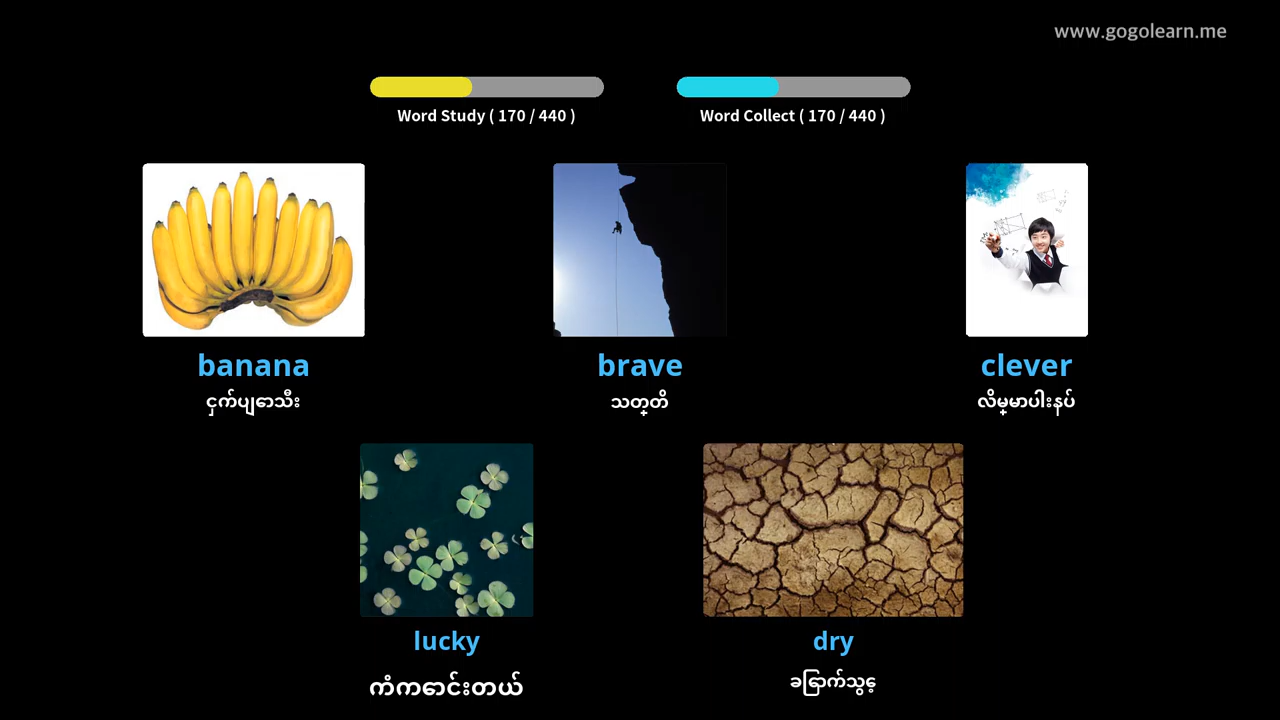 www.gogolearn.me
Word Study ( 170 / 440 )
Word Collect ( 170 / 440 )
banana
ငှက်ပျောသီး
brave
သတ္တိ
clever
လိမ္မာပါးနပ်
lucky
ကံကောင်းတယ်
dry
ခြောက်သွေ့